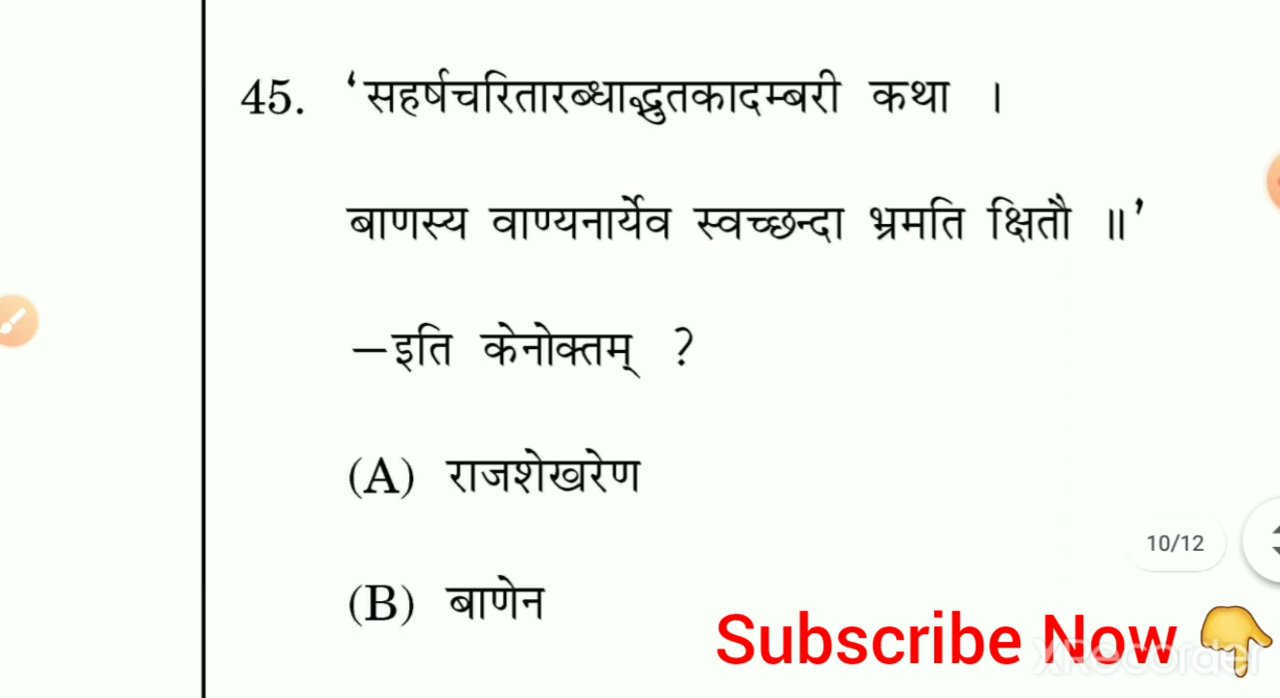 45. ‘सहर्षचरितारब्धाद्भुतकादम्बरी कथा ।
बाणस्य वाण्यनार्येव स्वच्छन्दा भ्रमति क्षितौ ॥’
—इति केनोक्तम् ?
(A) राजशेखरेण
10/12
(B) बाणेन
Subscribe Now
XRecorder